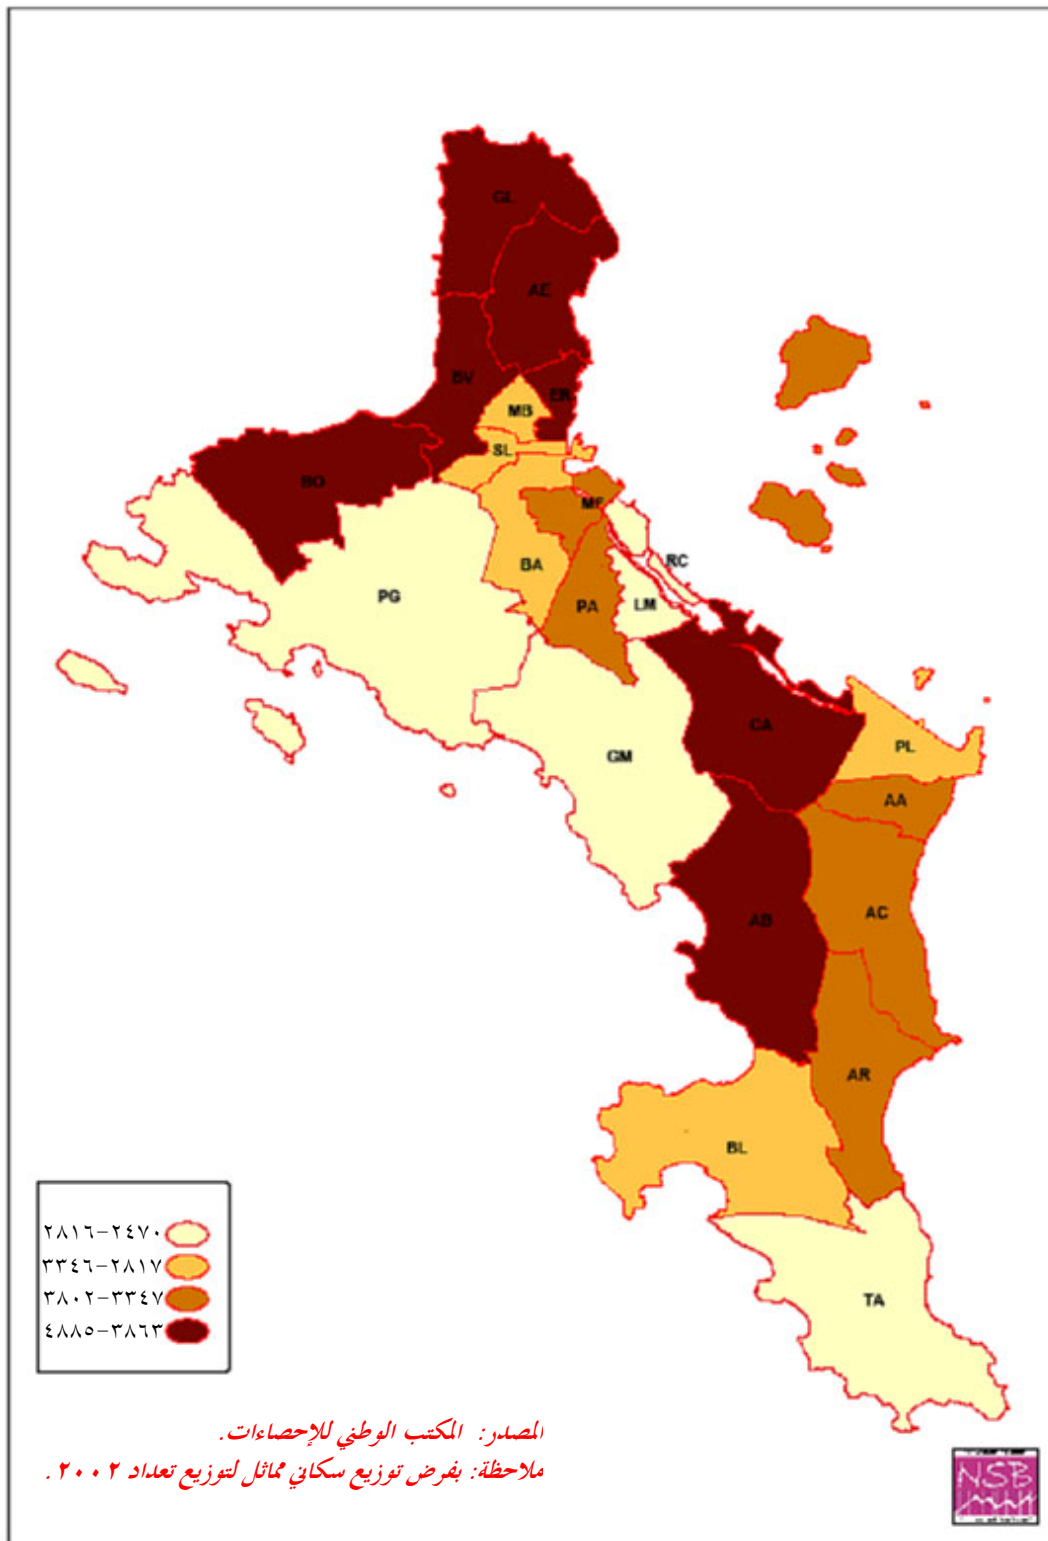 GL
AE
BV
ER
MB
SL
BO
MF
BA
RC
PG
PA
LM
CA
GM
PL
AA
AB
AC
AR
BL
TA
٢٤٧٠-٢٨١٦
٢٨١٧-٣٣٤٦
٣٣٤٧-٣٨٠٢
٣٨٦٣-٤٨٨٥
المصدر: المكتب الوطني للإحصاءات.
ملاحظة: بفرض توزيع سكاني مماثل لتوزيع تعداد ٢٠٠٢.
NSB